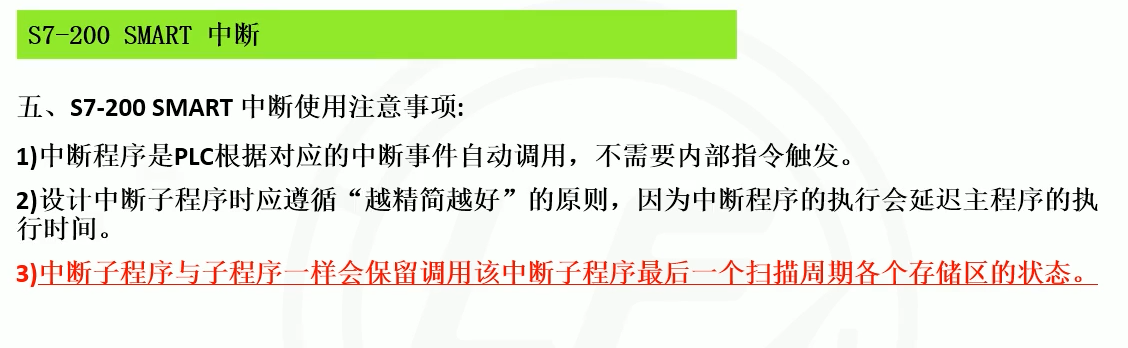 S7-200 SMART 中断
五、S7-200 SMART 中断使用注意事项:
1)中断程序是PLC根据对应的中断事件自动调用，不需要内部指令触发。
2)设计中断子程序时应遵循“越精简越好”的原则，因为中断程序的执行会延迟主程序的执
行时间。
3)中断子程序与子程序一样会保留调用该中断子程序最后一个扫描周期各个存储区的状态。